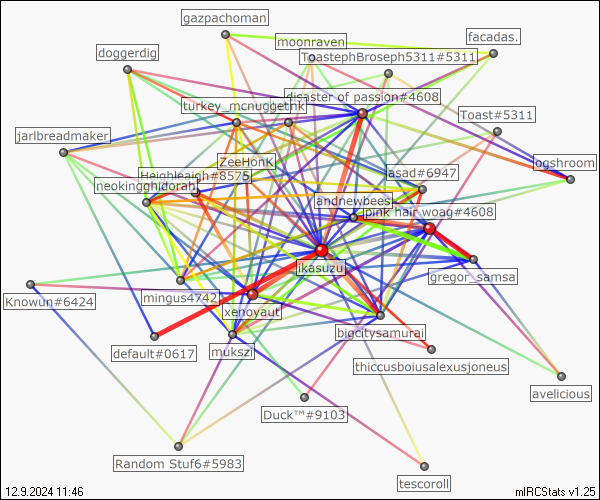 gazpachoman
facadas.
moonraven
doggerdig
ToastephBroseph5311#5311
disaster of passion#4608
turkey_mcnuggetnk
Toast#5311
jarlbreadmaker
ZeeHonK
ogshroom
Heighleaigh#8575
asad#6947
neokingghidorah
andnewbees
pink hair woag#4608
ikasuzu
gregor_samsa
Knowun#6424
mingus4742
xenoyaut
bigcitysamurai
default#0617
mukszi
thiccusboiusalexusjoneus
avelicious
Duck™#9103
Random Stuf6#5983
tescoroll
12.9.2024 11:46
mIRCStats v1.25